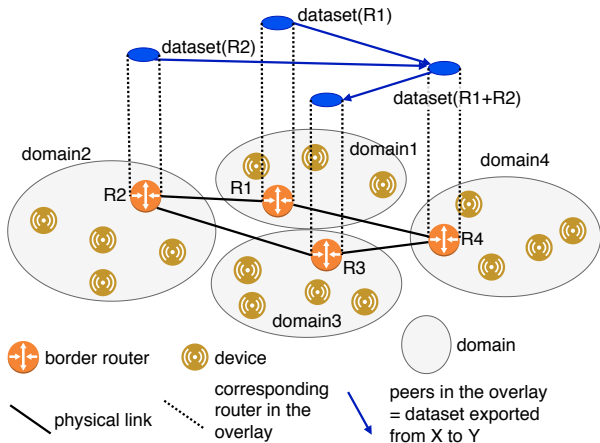 dataset(R1)
dataset(R2)
dataset(R1+R2)
domain1
domain2
domain4
R1
R2
R4
R3
domain3
border router
device
domain
physical link
corresponding
router in the
overlay
peers in the overlay
= dataset exported
from X to Y